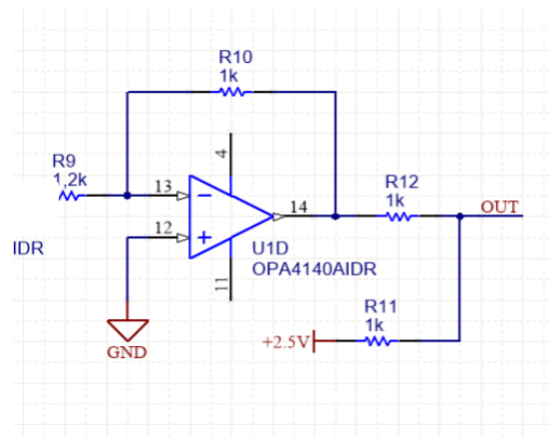 R10
1k
R9
1,2k
13
4
12
14
R12
1k
OUT
IDR
U1D
OPA4140AIDR
11
R11
1k
+2.5V
GND